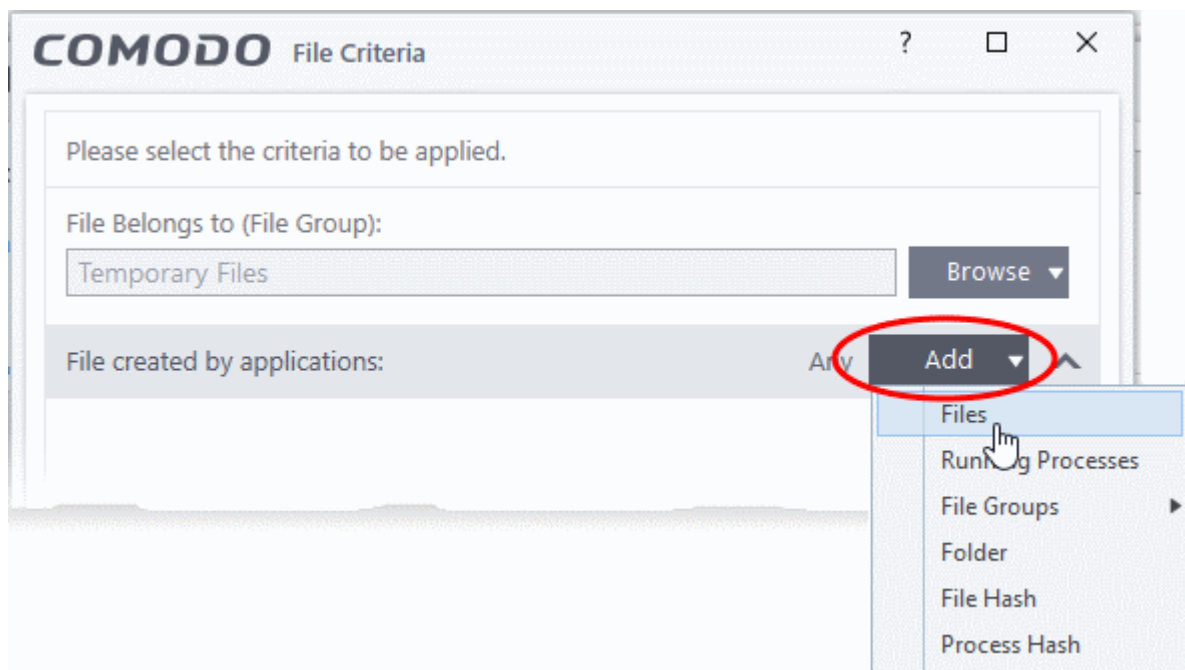 COMODO File Criteria ?
Please select the criteria to be applied.
File Belongs to (File Group):
Temporary Files Browse
File created by applications: Any Add
Files
Running Processes
File Groups
Folder
File Hash
Process Hash